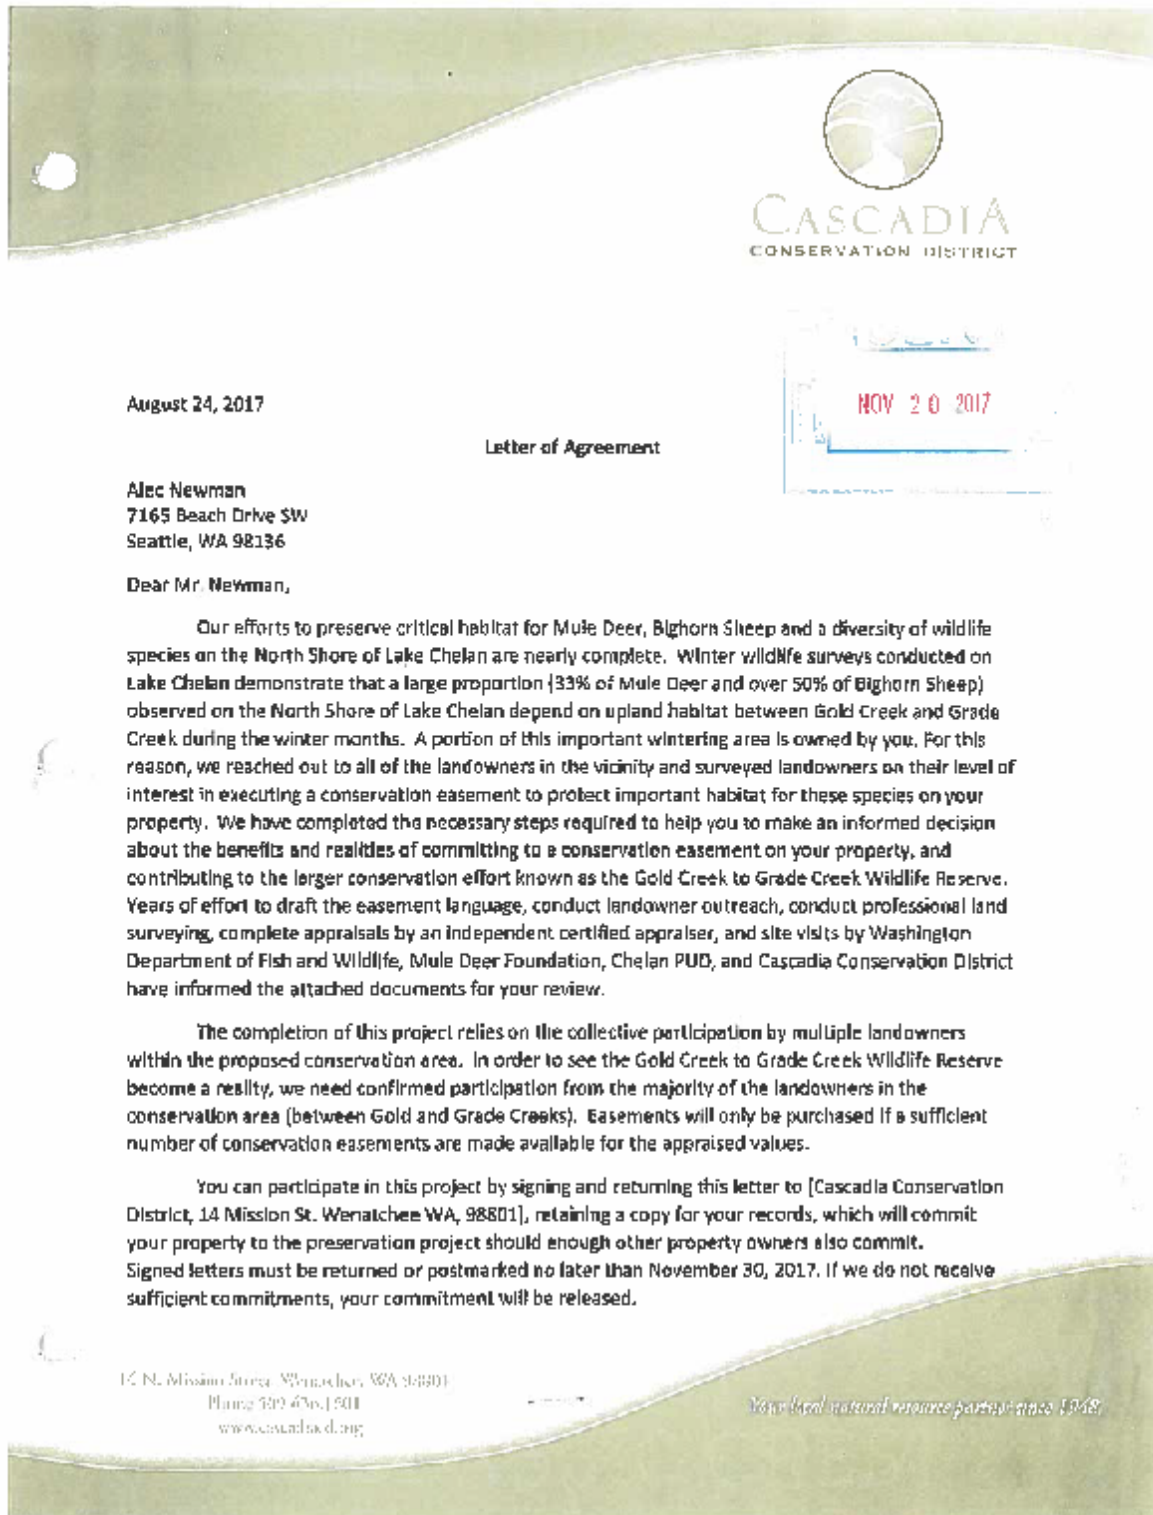 CASCADIA
CONSERVATION DISTRICT
NOV 20 2017
August 24, 2017
Letter of Agreement
Alec Newman
7165 Beach Drive SW
Seattle, WA 98136
Dear Mr. Newman,
Our efforts to preserve critical habitat for Mule Deer, Bighorn Sheep and a diversity of wildlife
species on the North Shore of Lake Chelan are nearly complete. Winter wildlife surveys conducted on
Lake Chelan demonstrate that a large proportion (33% of Mule Deer and over 50% of Bighorn Sheep)
observed on the North Shore of Lake Chelan depend on upland habitat between Gold Creek and Grade
Creek during the winter months. A portion of this important wintering area is owned by you. For this
reason, we reached out to all of the landowners in the vicinity and surveyed landowners on their level of
interest in executing a conservation easement to protect important habitat for these species on your
property. We have completed the necessary steps required to help you to make an informed decision
about the benefits and realities of committing to a conservation easement on your property, and
contributing to the larger conservation effort known as the Gold Creek to Grade Creek Wildlife Reserve.
Years of effort to draft the easement language, conduct landowner outreach, conduct professional land
surveying, complete appraisals by an independent certified appraiser, and site visits by Washington
Department of Fish and Wildlife, Mule Deer Foundation, Chelan PUD, and Cascadia Conservation District
have informed the attached documents for your review.
The completion of this project relies on the collective participation by multiple landowners
within the proposed conservation area. In order to see the Gold Creek to Grade Creek Wildlife Reserve
become a reality, we need confirmed participation from the majority of the landowners in the
conservation area (between Gold and Grade Creeks). Easements will only be purchased if a sufficient
number of conservation easements are made available for the appraised values.
You can participate in this project by signing and returning this letter to [Cascadia Conservation
District, 14 Mission St. Wenatchee WA, 98801], retaining a copy for your records, which will commit
your property to the preservation project should enough other property owners also commit.
Signed letters must be returned or postmarked no later than November 30, 2017. If we do not receive
sufficient commitments, your commitment will be released.
N. Mission Street, Wenatchee, WA 98801
Phone
Your local natural resource partner since 1948.